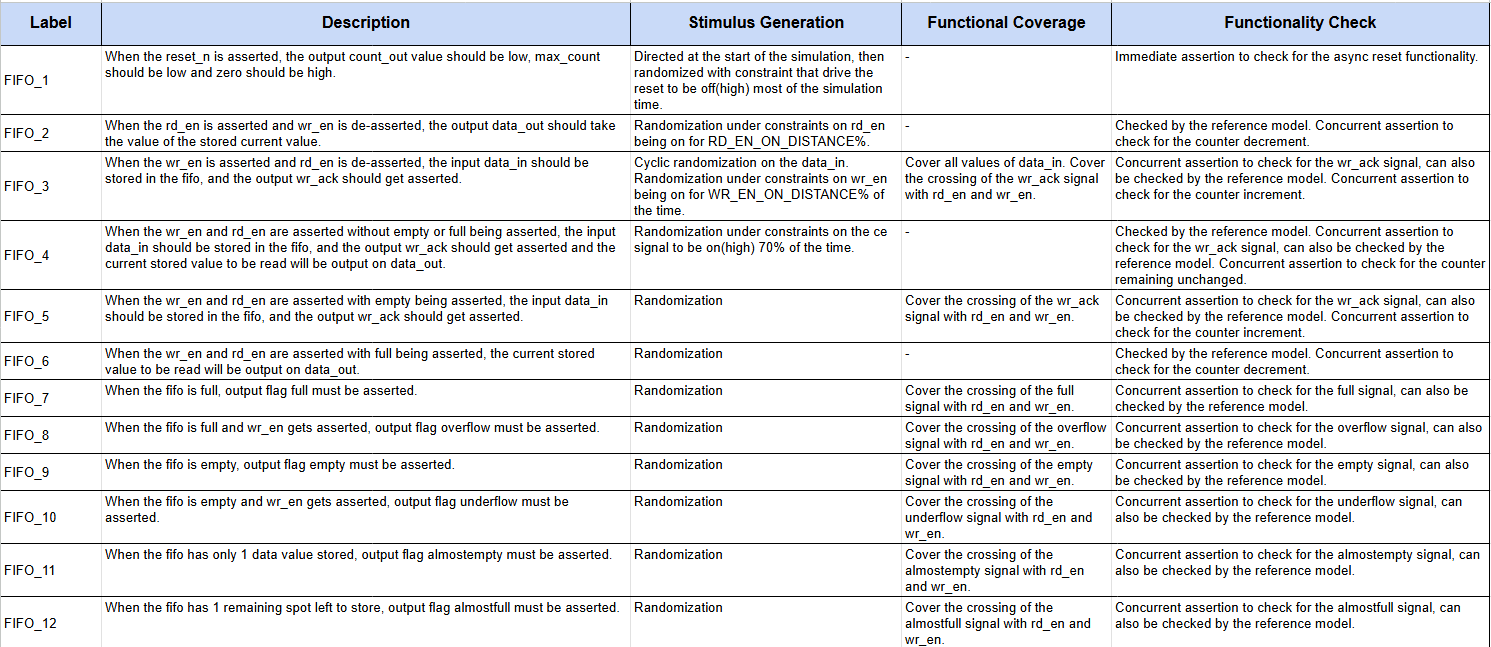 Label	Description	Stimulus Generation	Functional Coverage	Functionality Check
FIFO_1
When the reset_n is asserted, the output count_out value should be low, max_count
should be low and zero should be high.
Directed at the start of the simulation, then
randomized with constraint that drive the
reset to be off(high) most of the simulation
time.
-
Immediate assertion to check for the async reset functionality.
FIFO_2
When the rd_en is asserted and wr_en is de-asserted, the output data_out should take
the value of the stored current value.
Randomization under constraints on rd_en
being on for RD_EN_ON_DISTANCE%.
-
Checked by the reference model. Concurrent assertion to
check for the counter decrement.
FIFO_3
When the wr_en is asserted and rd_en is de-asserted, the input data_in should be
stored in the fifo, and the output wr_ack should get asserted.
Cyclic randomization on the data_in.
Randomization under constraints on wr_en
being on for WR_EN_ON_DISTANCE% of
the time.
Cover all values of data_in. Cover
the crossing of the wr_ack signal
with rd_en and wr_en.
Concurrent assertion to check for the wr_ack signal, can also
be checked by the reference model. Concurrent assertion to
check for the counter increment.
FIFO_4
When the wr_en and rd_en are asserted without empty or full being asserted, the input
data_in should be stored in the fifo, and the output wr_ack should get asserted and the
current stored value to be read will be output on data_out.
Randomization under constraints on the ce
signal to be on(high) 70% of the time.
-
Checked by the reference model. Concurrent assertion to
check for the wr_ack signal, can also be checked by the
reference model. Concurrent assertion to check for the counter
remaining unchanged.
FIFO_5
When the wr_en and rd_en are asserted with empty being asserted, the input data_in
should be stored in the fifo, and the output wr_ack should get asserted.
Randomization
Cover the crossing of the wr_ack
signal with rd_en and wr_en.
Concurrent assertion to check for the wr_ack signal, can also
be checked by the reference model. Concurrent assertion to
check for the counter increment.
FIFO_6
When the wr_en and rd_en are asserted with full being asserted, the current stored
value to be read will be output on data_out.
Randomization
-
Checked by the reference model. Concurrent assertion to
check for the counter decrement.
FIFO_7
When the fifo is full, output flag full must be asserted.
Randomization
Cover the crossing of the full
signal with rd_en and wr_en.
Concurrent assertion to check for the full signal, can also be
checked by the reference model.
FIFO_8
When the fifo is full and wr_en gets asserted, output flag overflow must be asserted.
Randomization
Cover the crossing of the overflow
signal with rd_en and wr_en.
Concurrent assertion to check for the overflow signal, can also
be checked by the reference model.
FIFO_9
When the fifo is empty, output flag empty must be asserted.
Randomization
Cover the crossing of the empty
signal with rd_en and wr_en.
Concurrent assertion to check for the empty signal, can also
be checked by the reference model.
FIFO_10
When the fifo is empty and wr_en gets asserted, output flag underflow must be
asserted.
Randomization
Cover the crossing of the
underflow signal with rd_en and
wr_en.
Concurrent assertion to check for the underflow signal, can
also be checked by the reference model.
FIFO_11
When the fifo has only 1 data value stored, output flag almostempty must be asserted.
Randomization
Cover the crossing of the
almostempty signal with rd_en
and wr_en.
Concurrent assertion to check for the almostempty signal, can
also be checked by the reference model.
FIFO_12
When the fifo has 1 remaining spot left to store, output flag almostfull must be asserted.
Randomization
Cover the crossing of the
almostfull signal with rd_en and
wr_en.
Concurrent assertion to check for the almostfull signal, can
also be checked by the reference model.